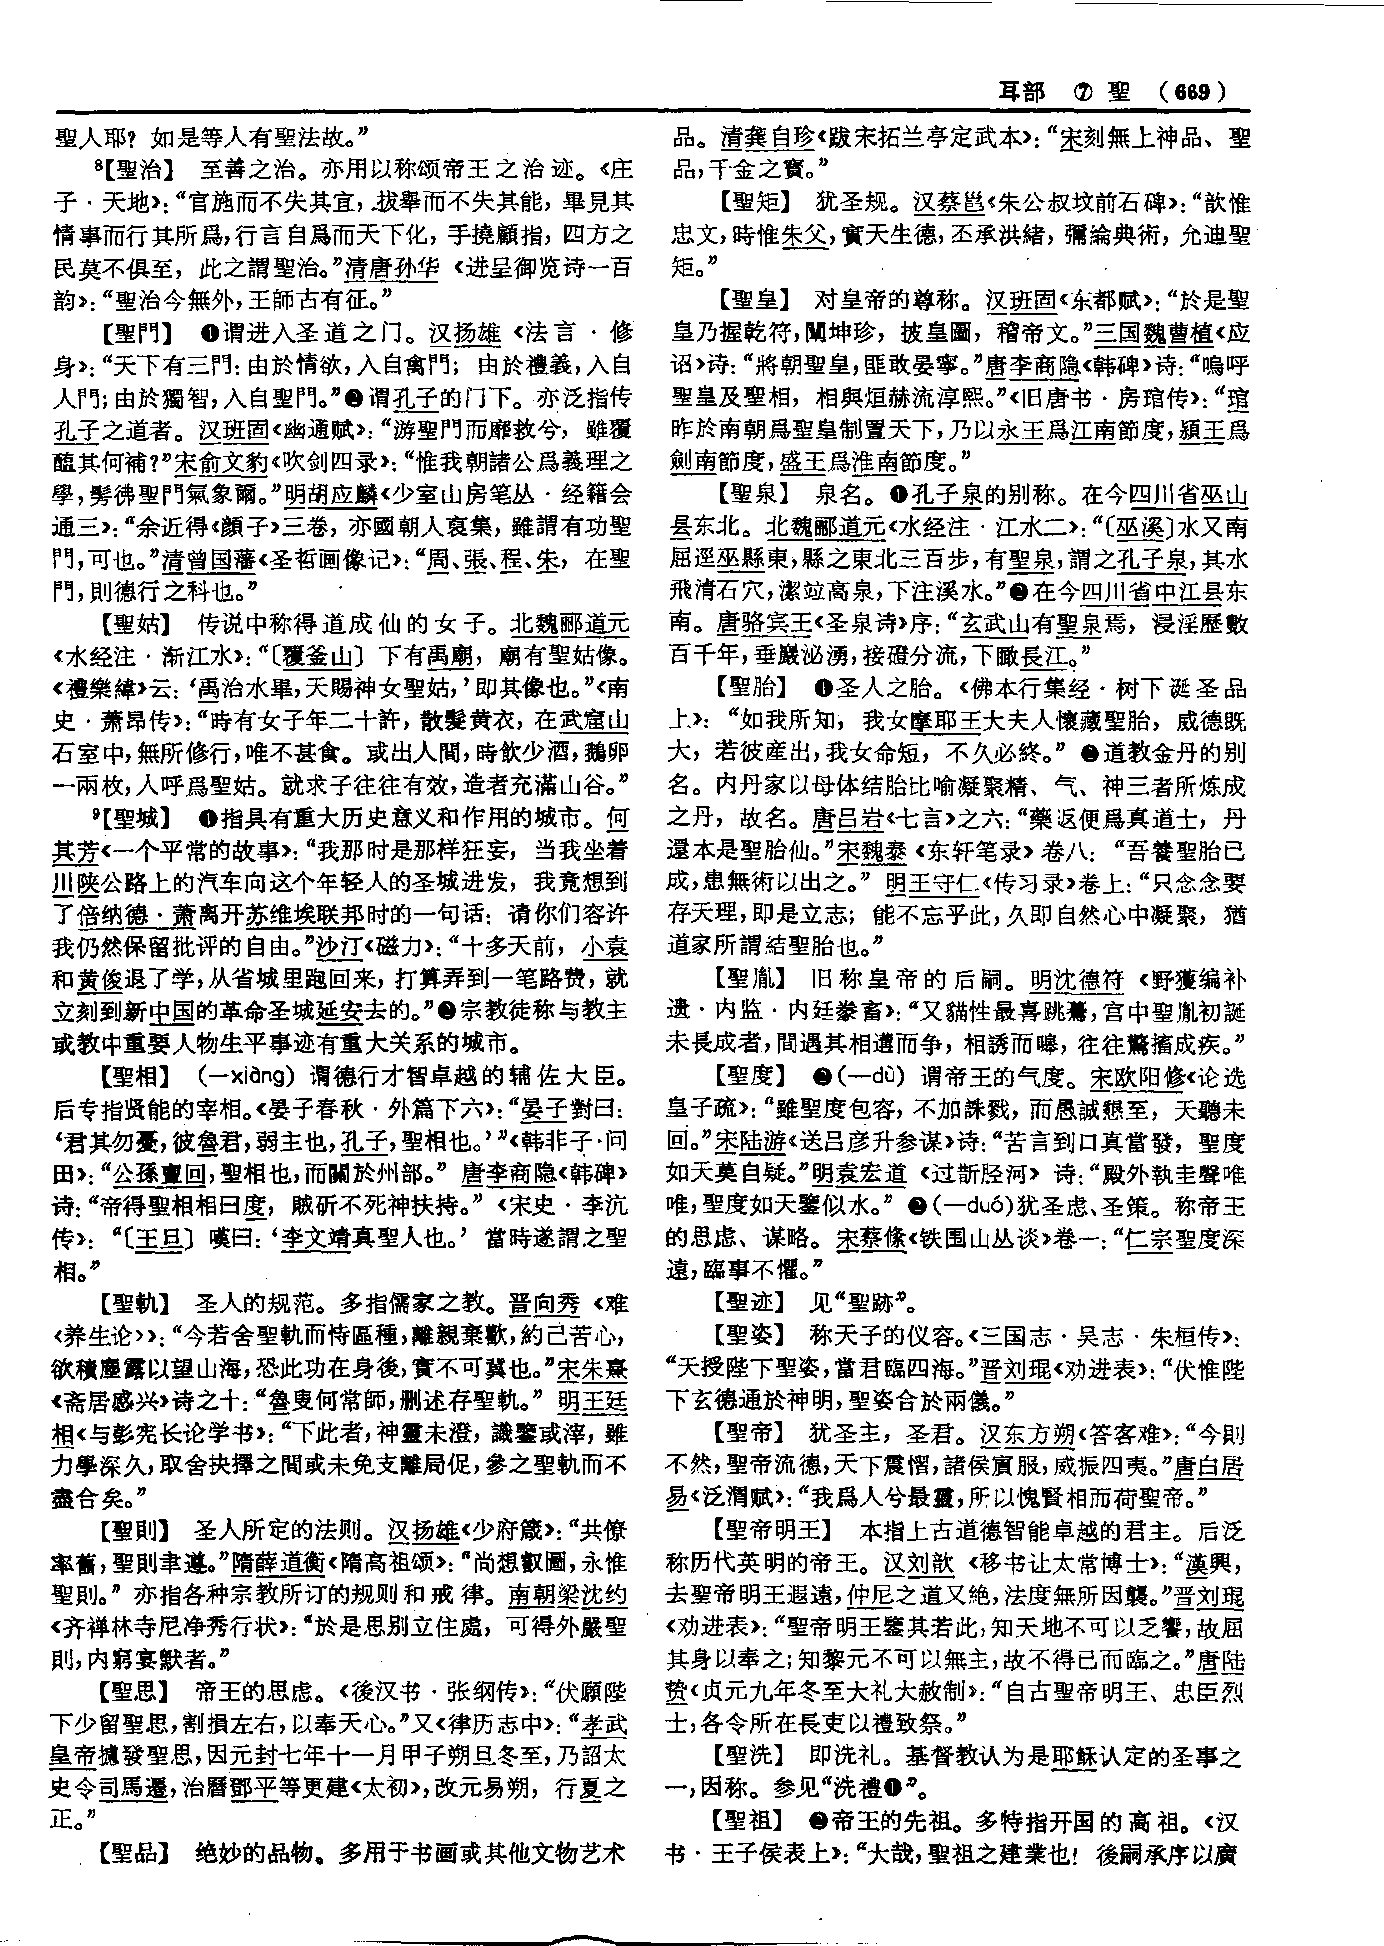 耳部 ⑦ 聖 (669)
聖人耶？如是等人有聖法故。”
⁸【聖治】 至善之治。亦用以称颂帝王之治迹。《庄
子·天地》：“官施而不失其宜，拔舉而不失其能，畢見其
情事而行其所爲，行言自爲而天下化，手撓顧指，四方之
民莫不俱至，此之謂聖治。”清唐孙华《进呈御览诗一百
韵》：“聖治今無外，王師古有征。”
【聖門】 ❶谓进入圣道之门。汉扬雄《法言·修
身》：“天下有三門：由於情欲，入自禽門；由於禮義，入自
人門；由於獨智，入自聖門。”❷谓孔子的门下。亦泛指传
孔子之道者。汉班固《幽通赋》：“游聖門而靡救兮，雖覆
醢其何補？”宋俞文豹《吹剑四录》：“惟我朝諸公爲義理之
學，髣彿聖門氣象爾。”明胡应麟《少室山房笔丛·经籍会
通三》：“余近得《顔子》三卷，亦國朝人裒集，雖謂有功聖
門，可也。”清曾国藩《圣哲画像记》：“周、張、程、朱，在聖
門，則德行之科也。”
【聖姑】 传说中称得道成仙的女子。北魏郦道元
《水经注·渐江水》：“〔覆釜山〕下有禹廟，廟有聖姑像。
《禮樂緯》云：‘禹治水畢，天賜神女聖姑，’即其像也。”《南
史·萧昂传》：“時有女子年二十許，散髮黄衣，在武窟山
石室中，無所修行，唯不甚食。或出人間，時飲少酒，鵝卵
一兩枚，人呼爲聖姑。就求子往往有效，造者充滿山谷。”
⁹【聖城】 ❶指具有重大历史意义和作用的城市。何
其芳《一个平常的故事》：“我那时是那样狂妄，当我坐着
川陕公路上的汽车向这个年轻人的圣城进发，我竟想到
了倍纳德·萧离开苏维埃联邦时的一句话：请你们容许
我仍然保留批评的自由。”沙汀《磁力》：“十多天前，小袁
和黄俊退了学，从省城里跑回来，打算弄到一笔路费，就
立刻到新中国的革命圣城延安去的。”❷宗教徒称与教主
或教中重要人物生平事迹有重大关系的城市。
【聖相】 （一xiàng）谓德行才智卓越的辅佐大臣。
后专指贤能的宰相。《晏子春秋·外篇下六》：“晏子對曰：
‘君其勿憂，彼魯君，弱主也，孔子，聖相也。’”《韩非子·问
田》：“公孫亶回，聖相也，而關於州部。”唐李商隐《韩碑》
诗：“帝得聖相相曰度，賊斫不死神扶持。”《宋史·李沆
传》：“〔王旦〕嘆曰：‘李文靖真聖人也。’當時遂謂之聖
相。”
【聖軌】 圣人的规范。多指儒家之教。晋向秀《难
〈养生论〉》：“今若舍聖軌而恃區種，離親棄歡，約己苦心，
欲積塵露以望山海，恐此功在身後，實不可冀也。”宋朱熹
《斋居感兴》诗之十：“魯叟何常師，删述存聖軌。”明王廷
相《与彭宪长论学书》：“下此者，神靈未澄，識鑒或滓，雖
力學深久，取舍抉擇之間或未免支離局促，參之聖軌而不
盡合矣。”
【聖則】 圣人所定的法则。汉扬雄《少府箴》：“共僚
率舊，聖則聿遵。”隋薛道衡《隋高祖颂》：“尚想叡圖，永惟
聖則。”亦指各种宗教所订的规则和戒律。南朝梁沈约
《齐禅林寺尼净秀行状》：“於是思别立住處，可得外嚴聖
則，内窮宴默者。”
【聖思】 帝王的思虑。《後汉书·张纲传》：“伏願陛
下少留聖思，割損左右，以奉天心。”又《律历志中》：“孝武
皇帝攄發聖思，因元封七年十一月甲子朔旦冬至，乃詔太
史令司馬遷，治曆鄧平等更建《太初》，改元易朔，行夏之
正。”
【聖品】 绝妙的品物。多用于书画或其他文物艺术
品。清龚自珍《跋宋拓兰亭定武本》：“宋刻無上神品、聖
品，千金之寶。”
【聖矩】 犹圣规。汉蔡邕《朱公叔坟前石碑》：“歆惟
忠文，時惟朱父，實天生德，丕承洪緒，彌綸典術，允迪聖
矩。”
【聖皇】 对皇帝的尊称。汉班固《东都赋》：“於是聖
皇乃握乾符，闡坤珍，披皇圖，稽帝文。”三国魏曹植《应
诏》诗：“將朝聖皇，匪敢晏寧。”唐李商隐《韩碑》诗：“嗚呼
聖皇及聖相，相與烜赫流淳熙。”《旧唐书·房琯传》：“琯
昨於南朝爲聖皇制置天下，乃以永王爲江南節度，潁王爲
劍南節度，盛王爲淮南節度。”
【聖泉】 泉名。❶孔子泉的别称。在今四川省巫山
县东北。北魏郦道元《水经注·江水二》：“〔巫溪〕水又南
屈逕巫縣東，縣之東北三百步，有聖泉，謂之孔子泉，其水
飛清石穴，潔竝高泉，下注溪水。”❷在今四川省中江县东
南。唐骆宾王《圣泉诗》序：“玄武山有聖泉焉，浸淫歷數
百千年，垂巖泌湧，接磴分流，下瞰長江。”
【聖胎】 ❶圣人之胎。《佛本行集经·树下诞圣品
上》：“如我所知，我女摩耶王大夫人懷藏聖胎，威德既
大，若彼産出，我女命短，不久必終。”❷道教金丹的别
名。内丹家以母体结胎比喻凝聚精、气、神三者所炼成
之丹，故名。唐吕岩《七言》之六：“藥返便爲真道士，丹
還本是聖胎仙。”宋魏泰《东轩笔录》卷八：“吾養聖胎已
成，患無術以出之。”明王守仁《传习录》卷上：“只念念要
存天理，即是立志；能不忘乎此，久即自然心中凝聚，猶
道家所謂結聖胎也。”
【聖胤】 旧称皇帝的后嗣。明沈德符《野獲编补
遗·内监·内廷豢畜》：“又貓性最喜跳驀，宫中聖胤初誕
未長成者，間遇其相遘而争，相誘而嗥，往往驚搐成疾。”
【聖度】 ❷（一dù）谓帝王的气度。宋欧阳修《论选
皇子疏》：“雖聖度包容，不加誅戮，而愚誠懇至，天聽未
回。”宋陆游《送吕彦升参谋》诗：“苦言到口真當發，聖度
如天莫自疑。”明袁宏道《过斮胫河》诗：“殿外執圭聲唯
唯，聖度如天鑒似水。”❷（一duó）犹圣虑、圣策。称帝王
的思虑、谋略。宋蔡絛《铁围山丛谈》卷一：“仁宗聖度深
遠，臨事不懼。”
【聖迹】 见“聖跡”。
【聖姿】 称天子的仪容。《三国志·吴志·朱桓传》：
“天授陛下聖姿，當君臨四海。”晋刘琨《劝进表》：“伏惟陛
下玄德通於神明，聖姿合於兩儀。”
【聖帝】 犹圣主，圣君。汉东方朔《答客难》：“今則
不然，聖帝流德，天下震慴，諸侯賓服，威振四夷。”唐白居
易《泛渭赋》：“我爲人兮最靈，所以愧賢相而荷聖帝。”
【聖帝明王】 本指上古道德智能卓越的君主。后泛
称历代英明的帝王。汉刘歆《移书让太常博士》：“漢興，
去聖帝明王遐遠，仲尼之道又絶，法度無所因襲。”晋刘琨
《劝进表》：“聖帝明王鑒其若此，知天地不可以乏饗，故屈
其身以奉之；知黎元不可以無主，故不得已而臨之。”唐陆
贽《贞元九年冬至大礼大赦制》：“自古聖帝明王、忠臣烈
士，各令所在長吏以禮致祭。”
【聖洗】 即洗礼。基督教认为是耶稣认定的圣事之
一，因称。参见“洗禮❶”。
【聖祖】 ❷帝王的先祖。多特指开国的高祖。《汉
书·王子侯表上》：“大哉，聖祖之建業也！後嗣承序以廣